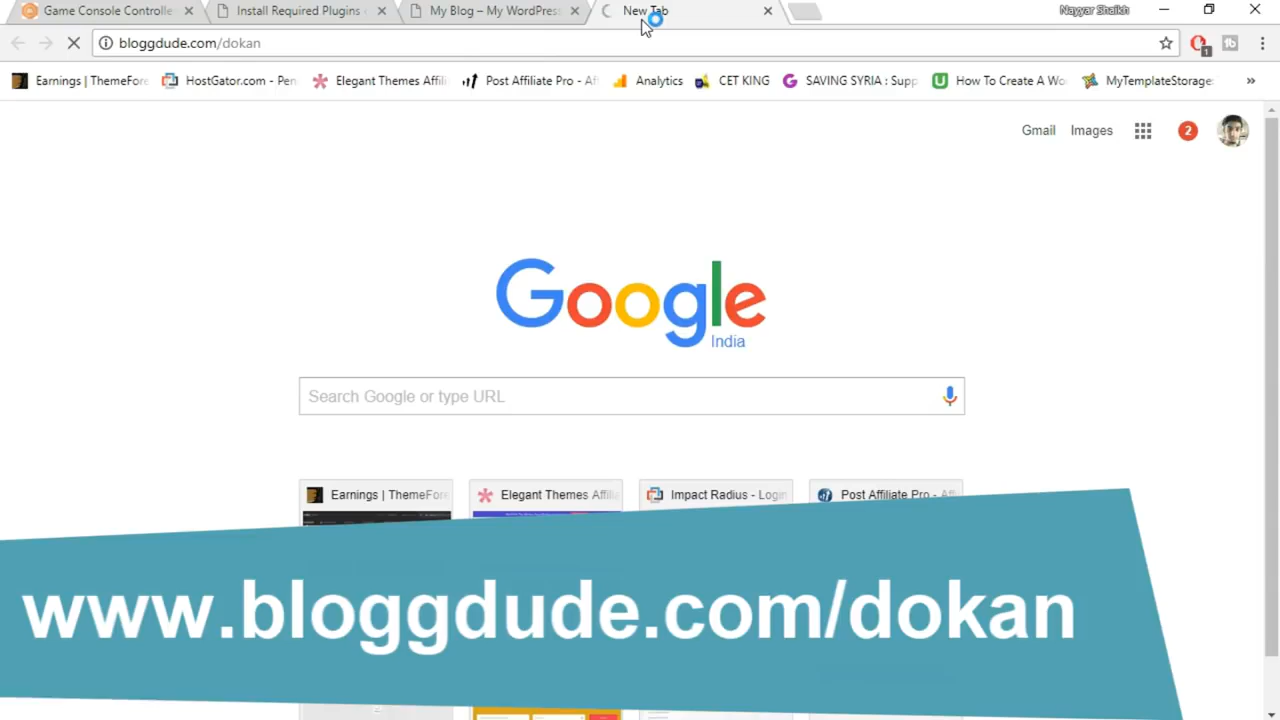 Game Console Controlle
Install Required Plugins
My Blog – My WordPress
New Tab
Nayyar Shaikh
bloggdude.com/dokan
Earnings | ThemeFore
HostGator.com - Pen
Elegant Themes Affili
Post Affiliate Pro - Af
Analytics
CET KING
SAVING SYRIA : Supp
How To Create A Wo
MyTemplateStorage
»
Gmail
Images
2
Google
India
Search Google or type URL
Earnings | ThemeFore
Elegant Themes Affilia
Impact Radius - Login
Post Affiliate Pro - Af
www.bloggdude.com/dokan